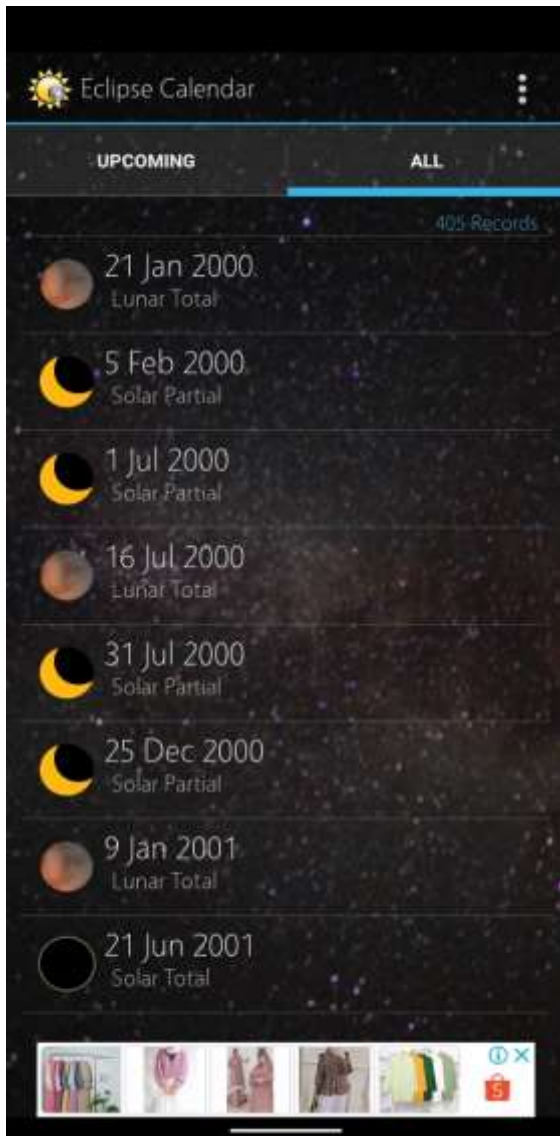 Eclipse Calendar
UPCOMING ALL
405 Records
21 Jan 2000
Lunar Total
5 Feb 2000
Solar Partial
1 Jul 2000
Solar Partial
16 Jul 2000
Lunar Total
31 Jul 2000
Solar Partial
25 Dec 2000
Solar Partial
9 Jan 2001
Lunar Total
21 Jun 2001
Solar Total
S